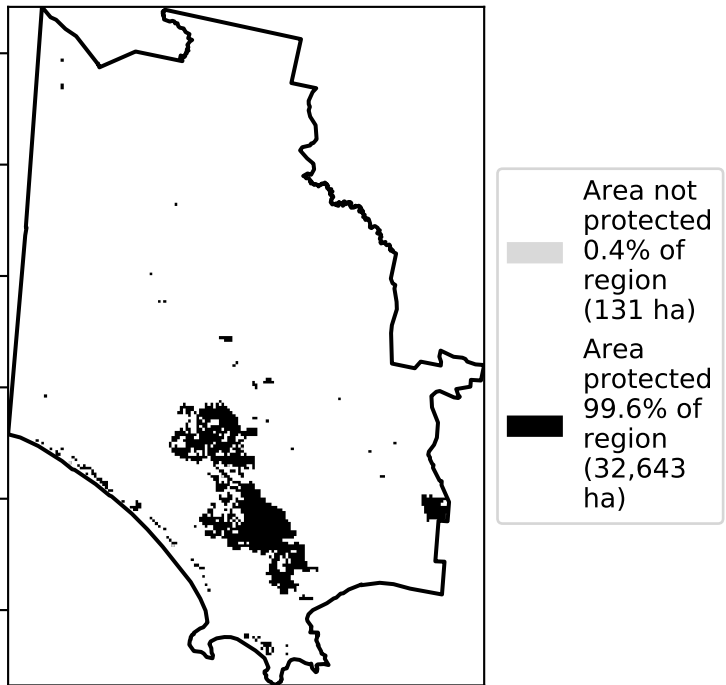 Area not
protected
0.4% of
region
(131 ha)
Area
protected
99.6% of
region
(32,643
ha)